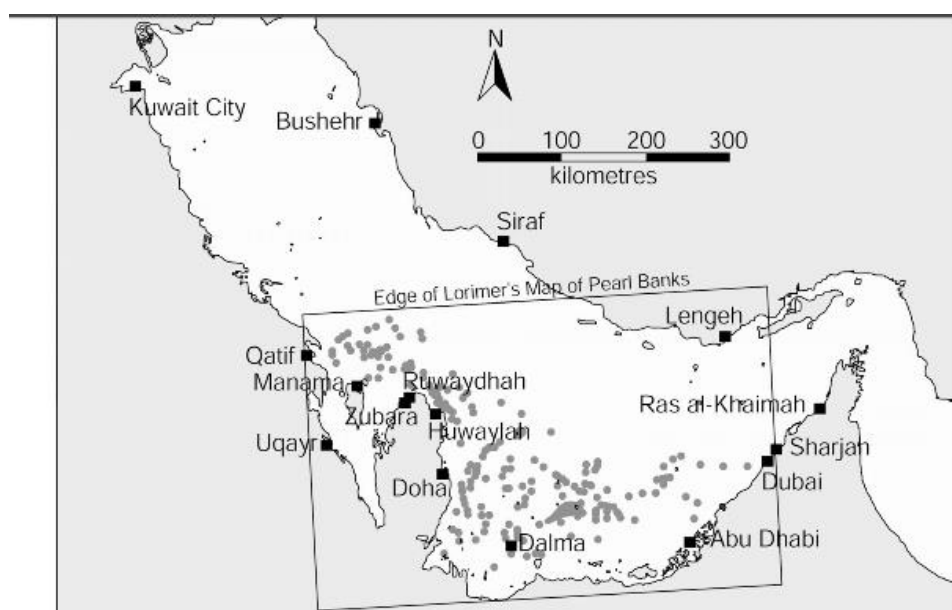 N
Kuwait City
Bushehr
0 100 200 300
kilometres
Siraf
Edge of Lorimer's Map of Pearl Banks
Lengeh
Qatif
Manama
Ruwaydhah
Zubara
Ras al-Khaimah
Huwaylah
Uqayr
Sharjah
Dubai
Doha
Dalma
Abu Dhabi